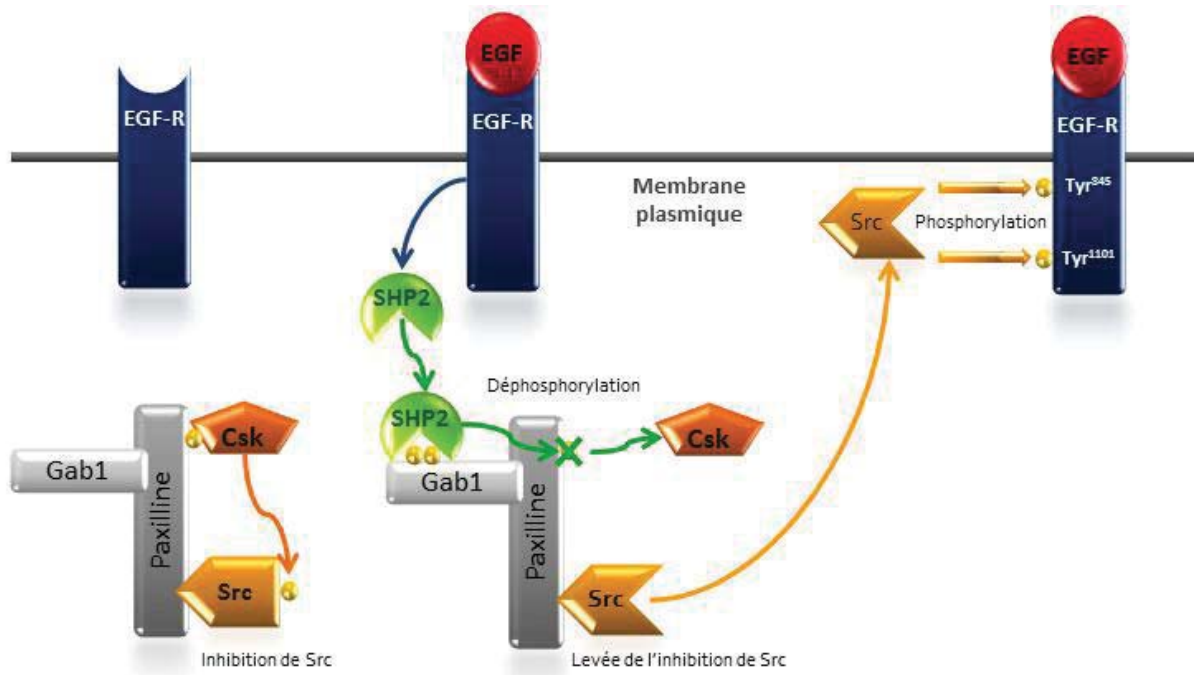 EGF
EGF
EGF-R
EGF-R
EGF-R
Membrane
plasmique
Tyr⁸⁴⁵
Src
Phosphorylation
Tyr¹¹⁰¹
SHP2
Déphosphorylation
SHP2
Csk
Csk
Gab1
Gab1
Paxilline
Paxilline
Src
Src
Inhibition de Src
Levée de l'inhibition de Src